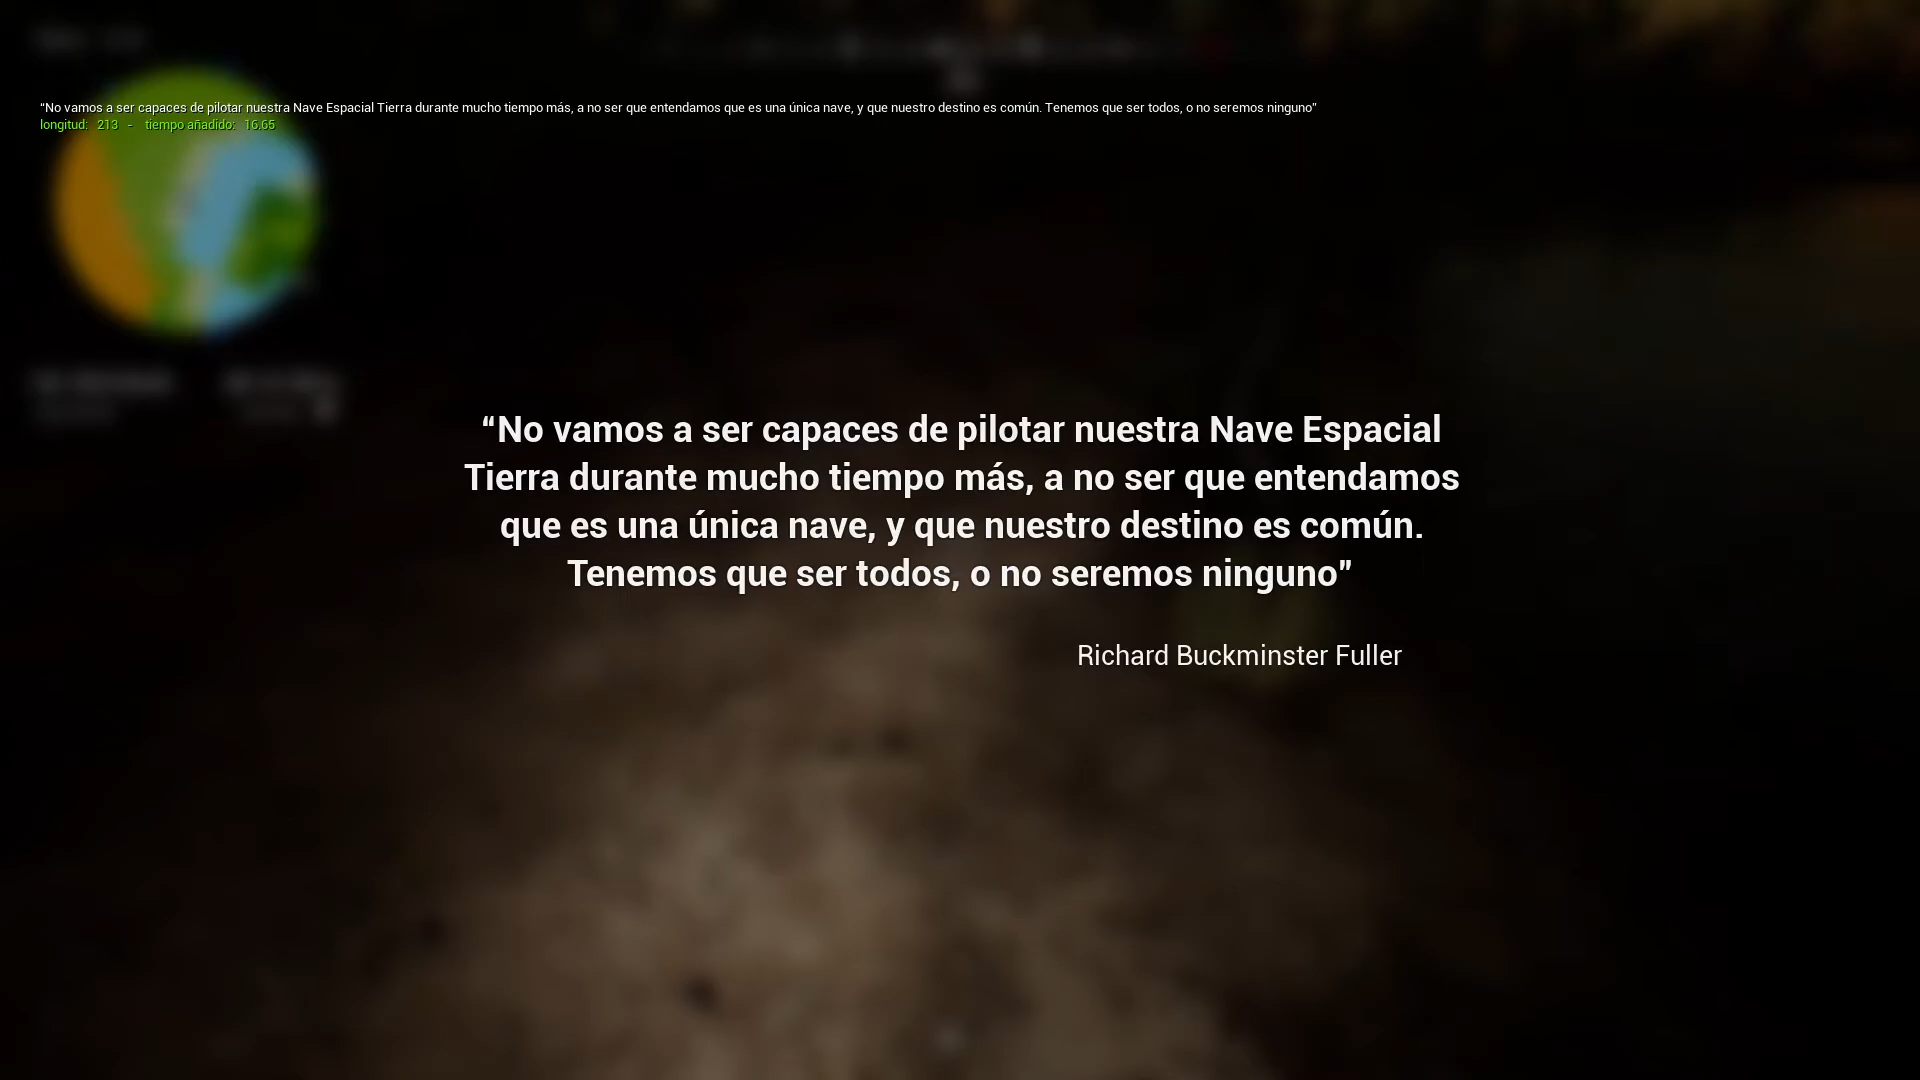 “No vamos a ser capaces de pilotar nuestra Nave Espacial Tierra durante mucho tiempo más, a no ser que entendamos que es una única nave, y que nuestro destino es común. Tenemos que ser todos, o no seremos ninguno”
longitud: 213 - tiempo añadido: 16.65
“No vamos a ser capaces de pilotar nuestra Nave Espacial
Tierra durante mucho tiempo más, a no ser que entendamos
que es una única nave, y que nuestro destino es común.
Tenemos que ser todos, o no seremos ninguno”
Richard Buckminster Fuller